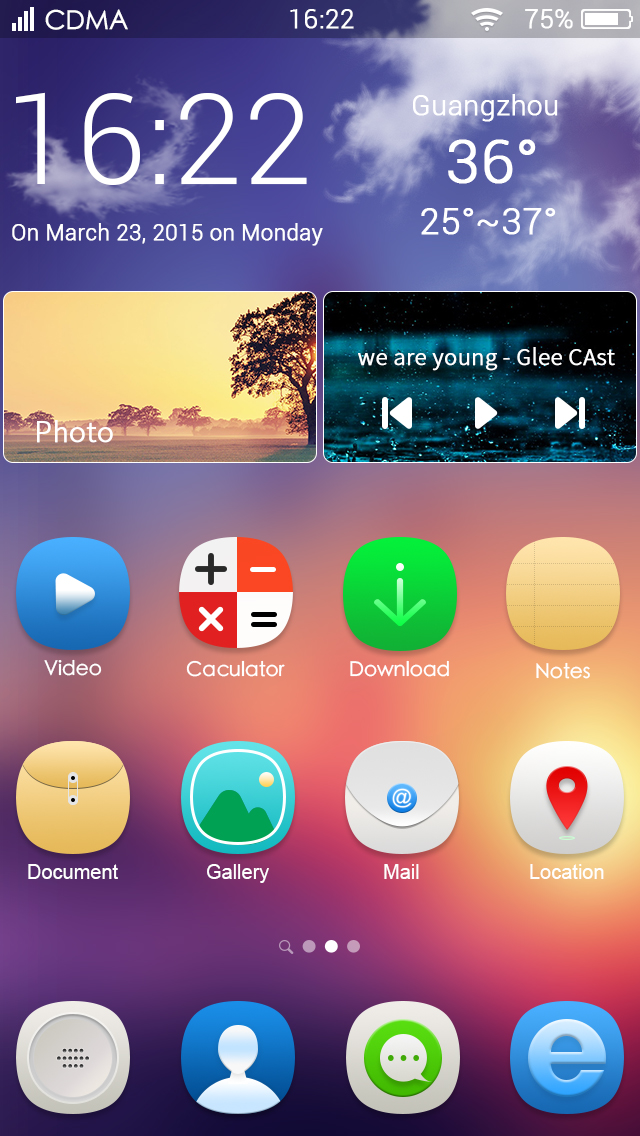 CDMA 16:22 75%
16:22
Guangzhou
36°
25°~37°
On March 23, 2015 on Monday
Photo
we are young - Glee CAst
Video Caculator Download Notes
@
Document Gallery Mail Location